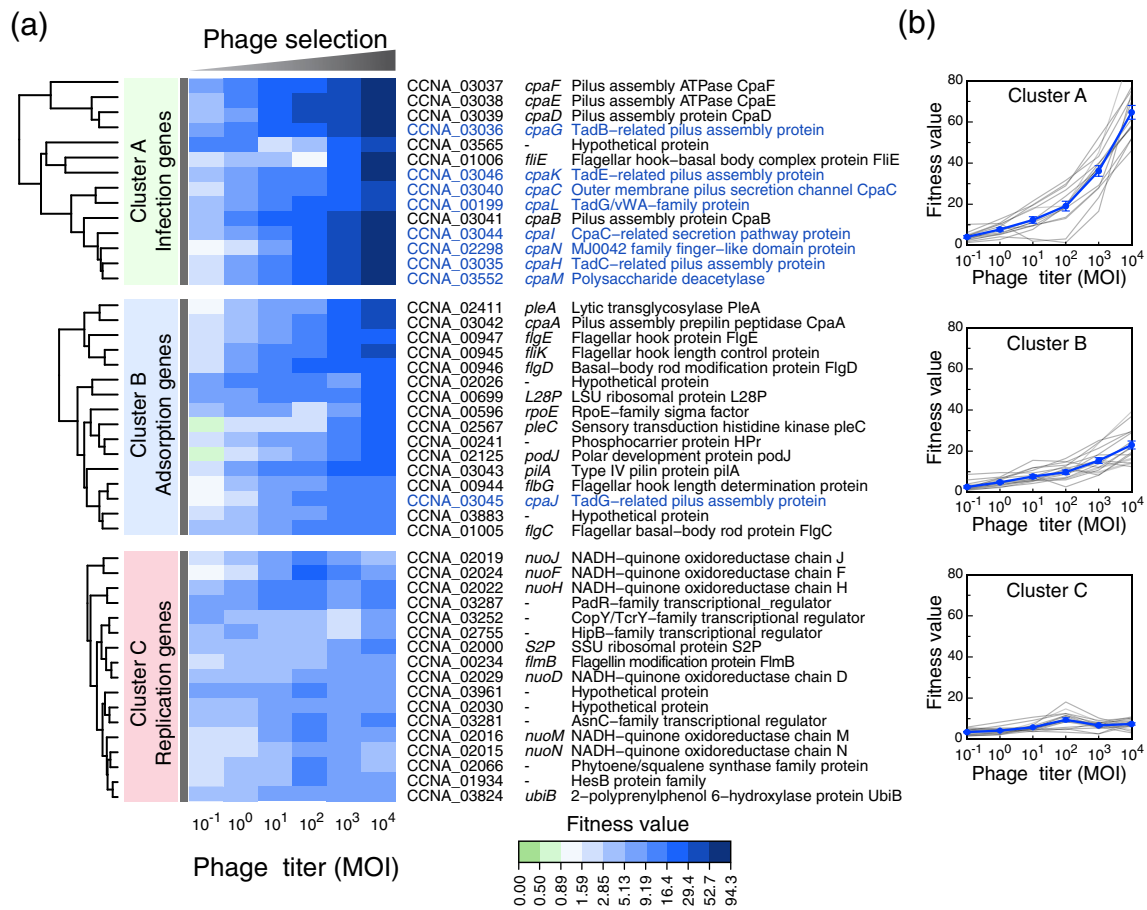 (a)
Phage selection
Cluster A
Infection genes
CCNA_03037 cpaF Pilus assembly ATPase CpaF
CCNA_03038 cpaE Pilus assembly ATPase CpaE
CCNA_03039 cpaD Pilus assembly protein CpaD
CCNA_03036 cpaG TadB-related pilus assembly protein
CCNA_03565 - Hypothetical protein
CCNA_01006 fliE Flagellar hook-basal body complex protein FliE
CCNA_03046 cpaK TadE-related pilus assembly protein
CCNA_03040 cpaC Outer membrane pilus secretion channel CpaC
CCNA_00199 cpaL TadG/vWA-family protein
CCNA_03041 cpaB Pilus assembly protein CpaB
CCNA_03044 cpaI CpaC-related secretion pathway protein
CCNA_02298 cpaN MJ0042 family finger-like domain protein
CCNA_03035 cpaH TadC-related pilus assembly protein
CCNA_03552 cpaM Polysaccharide deacetylase
Cluster B
Adsorption genes
CCNA_02411 pleA Lytic transglycosylase PleA
CCNA_03042 cpaA Pilus assembly prepilin peptidase CpaA
CCNA_00947 flgE Flagellar hook protein FlgE
CCNA_00945 fliK Flagellar hook length control protein
CCNA_00946 flgD Basal-body rod modification protein FlgD
CCNA_02026 - Hypothetical protein
CCNA_00699 L28P LSU ribosomal protein L28P
CCNA_00596 rpoE RpoE-family sigma factor
CCNA_02567 pleC Sensory transduction histidine kinase pleC
CCNA_00241 - Phosphocarrier protein HPr
CCNA_02125 podJ Polar development protein podJ
CCNA_03043 pilA Type IV pilin protein pilA
CCNA_00944 flbG Flagellar hook length determination protein
CCNA_03045 cpaJ TadG-related pilus assembly protein
CCNA_03883 - Hypothetical protein
CCNA_01005 flgC Flagellar basal-body rod protein FlgC
Cluster C
Replication genes
CCNA_02019 nuoJ NADH-quinone oxidoreductase chain J
CCNA_02024 nuoF NADH-quinone oxidoreductase chain F
CCNA_02022 nuoH NADH-quinone oxidoreductase chain H
CCNA_03287 - PadR-family transcriptional_regulator
CCNA_03252 - CopY/TcrY-family transcriptional regulator
CCNA_02755 - HipB-family transcriptional regulator
CCNA_02000 S2P SSU ribosomal protein S2P
CCNA_00234 flmB Flagellin modification protein FlmB
CCNA_02029 nuoD NADH-quinone oxidoreductase chain D
CCNA_03961 - Hypothetical protein
CCNA_02030 - Hypothetical protein
CCNA_03281 - AsnC-family transcriptional regulator
CCNA_02016 nuoM NADH-quinone oxidoreductase chain M
CCNA_02015 nuoN NADH-quinone oxidoreductase chain N
CCNA_02066 - Phytoene/squalene synthase family protein
CCNA_01934 - HesB protein family
CCNA_03824 ubiB 2-polyprenylphenol 6-hydroxylase protein UbiB
10⁻¹ 10⁰ 10¹ 10² 10³ 10⁴
Phage titer (MOI)
Fitness value
0.00 0.50 0.89 1.59 2.85 5.13 9.19 16.4 29.4 52.7 94.3
(b)
Cluster A
Fitness value
80
60
40
20
0
10⁻¹ 10⁰ 10¹ 10² 10³ 10⁴
Phage titer (MOI)
Cluster B
Fitness value
80
60
40
20
0
10⁻¹ 10⁰ 10¹ 10² 10³ 10⁴
Phage titer (MOI)
Cluster C
Fitness value
80
60
40
20
0
10⁻¹ 10⁰ 10¹ 10² 10³ 10⁴
Phage titer (MOI)